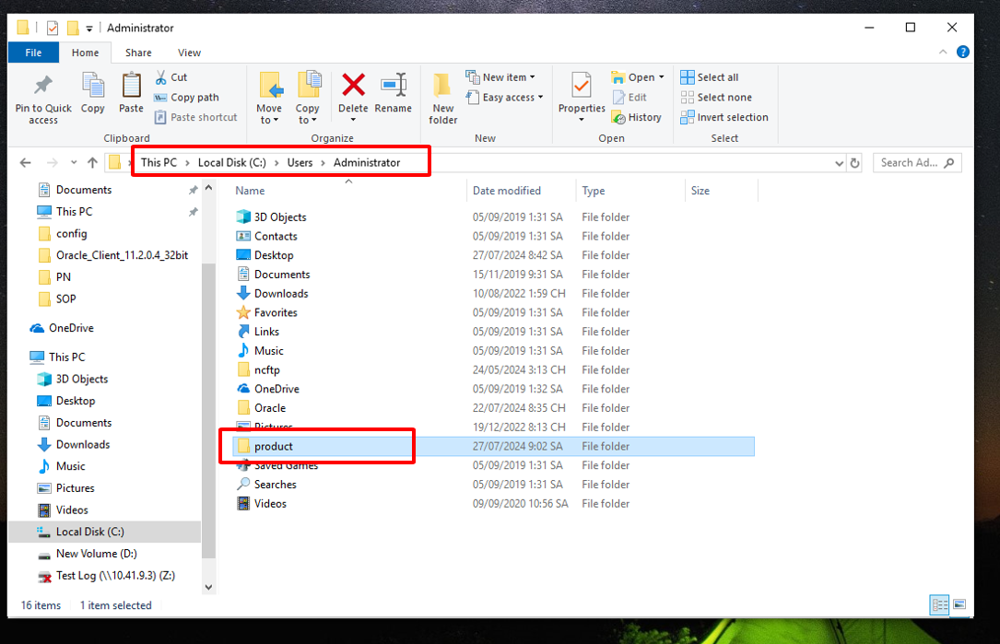 Administrator
File Home Share View
Pin to Quick access
Copy
Paste
Cut
Copy path
Paste shortcut
Clipboard
Move to
Copy to
Delete
Rename
Organize
New folder
New item
Easy access
New
Properties
Open
Edit
History
Open
Select all
Select none
Invert selection
Select
This PC > Local Disk (C:) > Users > Administrator
Search Ad...
Documents
This PC
config
Oracle_Client_11.2.0.4_32bit
PN
SOP
OneDrive
This PC
3D Objects
Desktop
Documents
Downloads
Music
Pictures
Videos
Local Disk (C:)
New Volume (D:)
Test Log (\\10.41.9.3) (Z:)
Name Date modified Type Size
3D Objects 05/09/2019 1:31 SA File folder
Contacts 05/09/2019 1:31 SA File folder
Desktop 27/07/2024 8:42 SA File folder
Documents 15/11/2019 9:31 SA File folder
Downloads 10/08/2022 1:59 CH File folder
Favorites 05/09/2019 1:31 SA File folder
Links 05/09/2019 1:31 SA File folder
Music 05/09/2019 1:31 SA File folder
ncftp 24/05/2024 3:13 CH File folder
OneDrive 05/09/2019 1:32 SA File folder
Oracle 22/07/2024 8:35 CH File folder
Pictures 19/12/2022 8:13 CH File folder
product 27/07/2024 9:02 SA File folder
Saved Games 05/09/2019 1:31 SA File folder
Searches 05/09/2019 1:31 SA File folder
Videos 09/09/2020 10:56 SA File folder
16 items 1 item selected